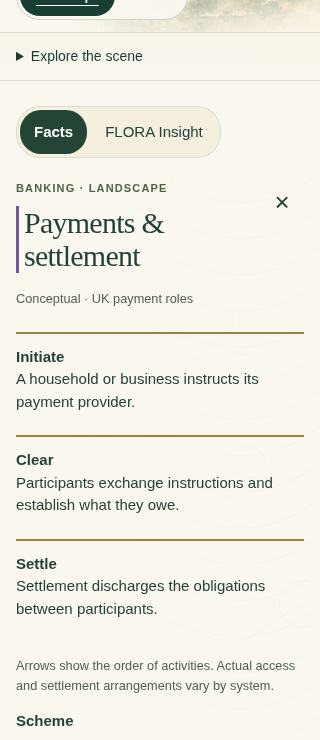 Explore the scene
Facts
FLORA Insight
BANKING · LANDSCAPE
Payments &
settlement
Conceptual · UK payment roles
Initiate
A household or business instructs its
payment provider.
Clear
Participants exchange instructions and
establish what they owe.
Settle
Settlement discharges the obligations
between participants.
Arrows show the order of activities. Actual access
and settlement arrangements vary by system.
Scheme